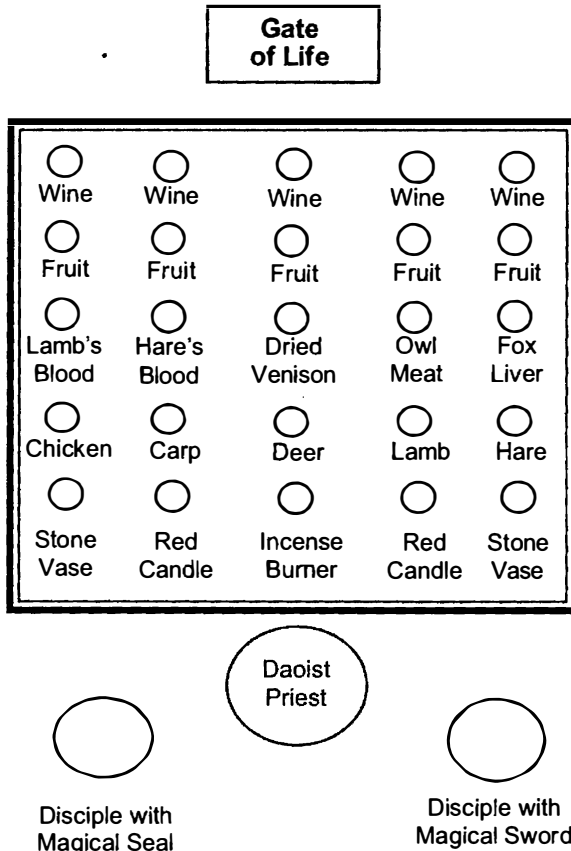 Gate
of Life
Wine Wine Wine Wine Wine
Fruit Fruit Fruit Fruit Fruit
Lamb's Hare's Dried Owl Fox
Blood Blood Venison Meat Liver
Chicken Carp Deer Lamb Hare
Stone Red Incense Red Stone
Vase Candle Burner Candle Vase
Daoist
Priest
Disciple with
Magical Seal
Disciple with
Magical Sword